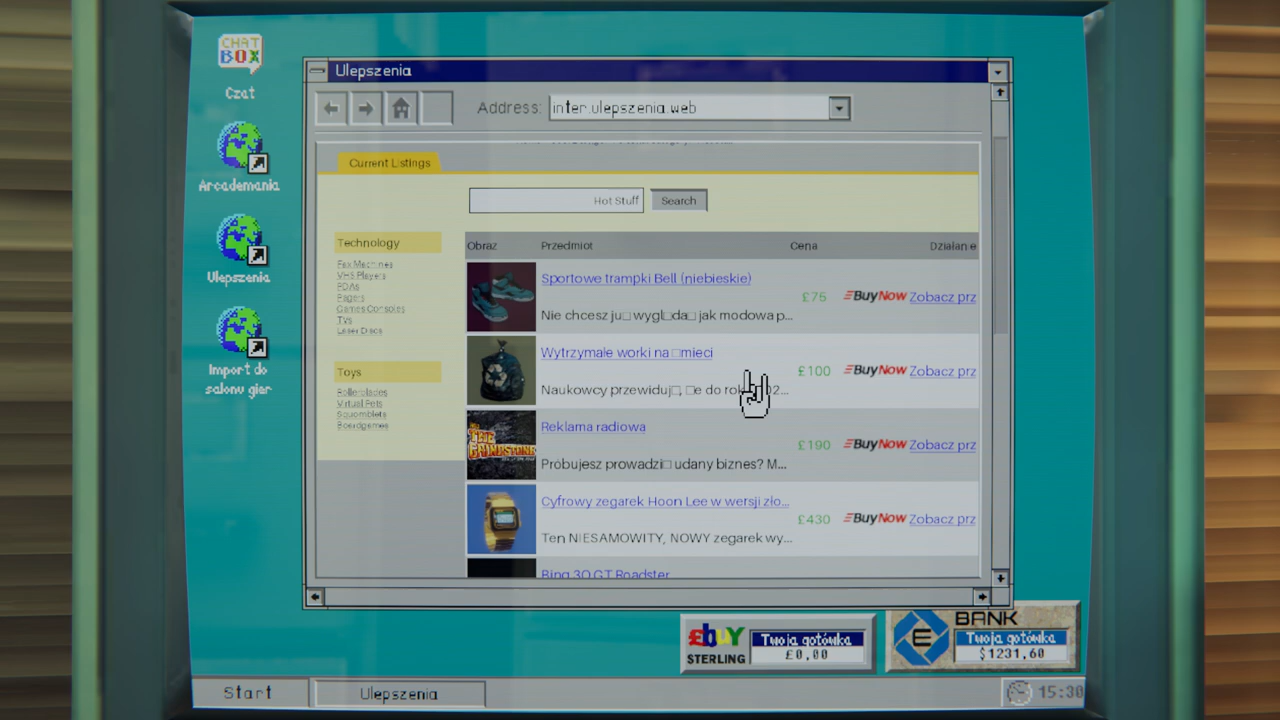 CHAT
BOX
Czat
Arcademania
Ulepszenia
Import do
salonu gier
Ulepszenia
Address:
inter.ulepszenia.web
Current Listings
Hot Stuff
Search
Technology
Fax Machines
VHS Players
PDAs
Pagers
Games Consoles
TVs
Laser Discs
Toys
Rollerblades
Virtual Pets
Squomblets
Boardgames
Obraz Przedmiot Cena Działanie
Sportowe trampki Bell (niebieskie)
£75 BuyNow Zobacz prz
Nie chcesz ju□ wygl□da□ jak modowa p...
Wytrzymałe worki na □mieci
£100 BuyNow Zobacz prz
Naukowcy przewiduj□, □e do
Reklama radiowa
£190 BuyNow Zobacz prz
Próbujesz prowadzi□ udany biznes? M...
Cyfrowy zegarek Hoon Lee w wersji zło...
£430 BuyNow Zobacz prz
Ten NIESAMOWITY, NOWY zegarek wy...
Bing 30 GT Roadster
ebuy
STERLING
Twoja gotówka
£0,00
E
BANK
Twoja gotówka
$1231,60
Start
Ulepszenia
15:30